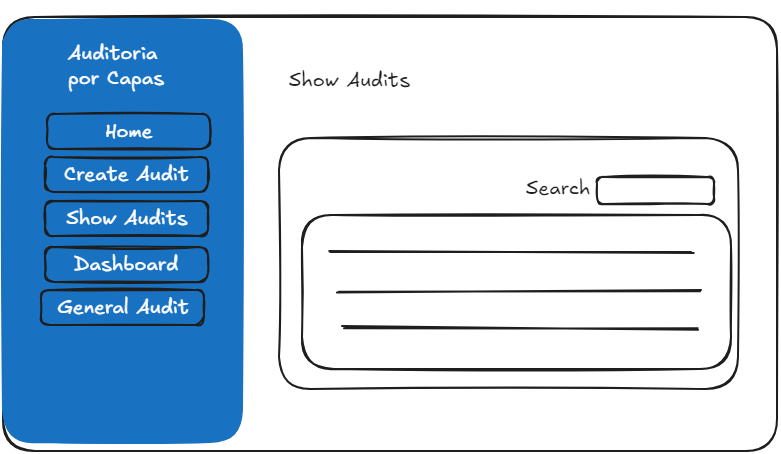 Auditoria
por Capas
Home
Create Audit
Show Audits
Dashboard
General Audit
Show Audits
Search